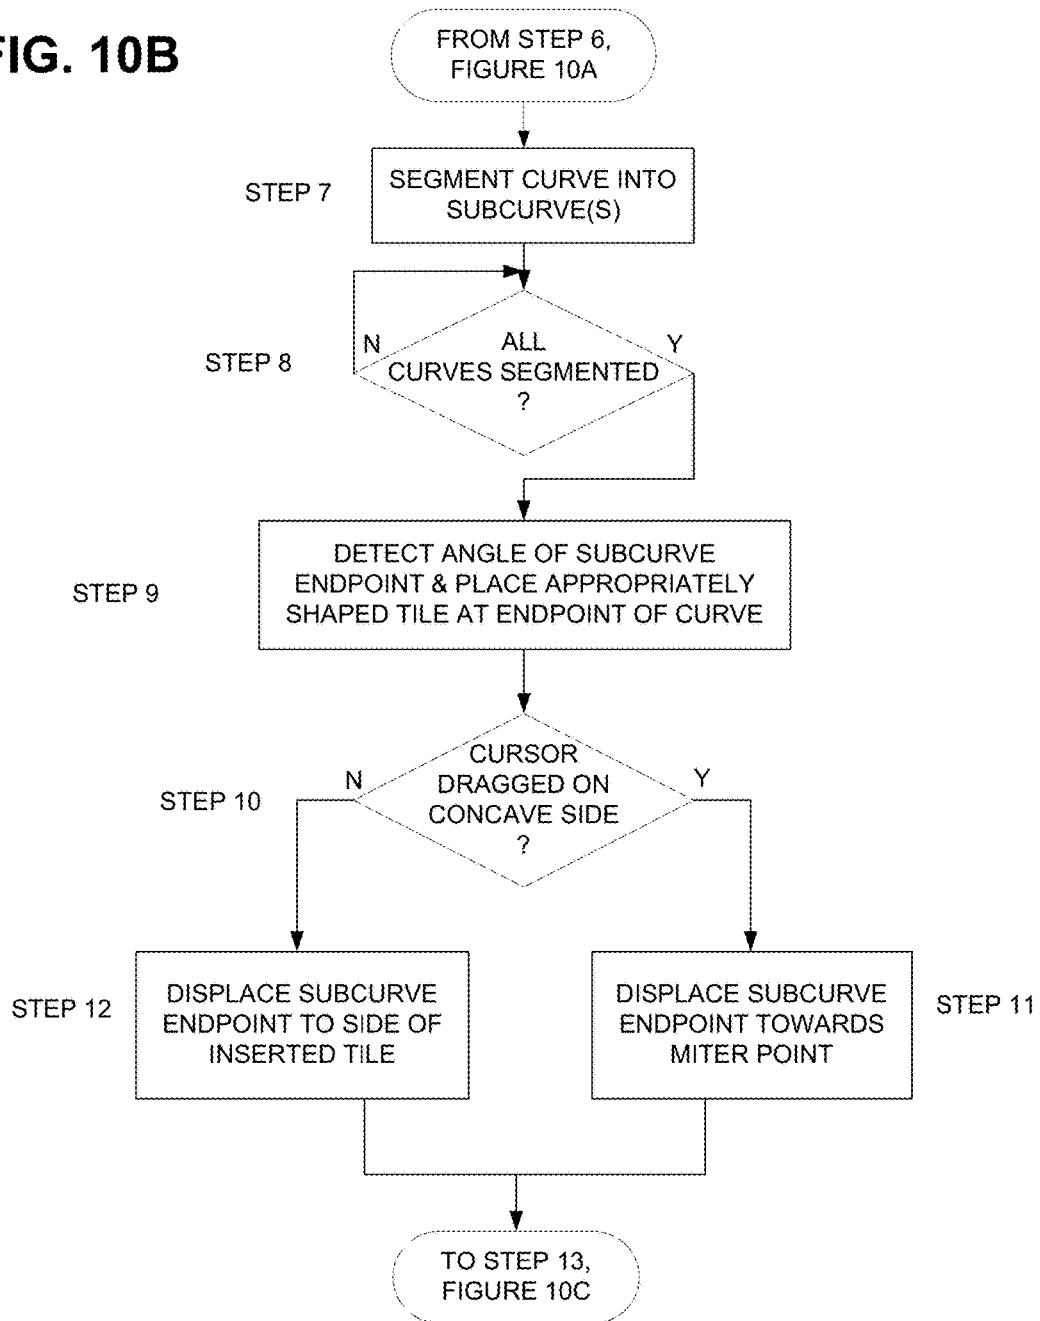 FIG. 10B
FROM STEP 6,
FIGURE 10A
STEP 7
SEGMENT CURVE INTO
SUBCURVE(S)
STEP 8
N
ALL
Y
CURVES SEGMENTED
?
STEP 9
DETECT ANGLE OF SUBCURVE
ENDPOINT & PLACE APPROPRIATELY
SHAPED TILE AT ENDPOINT OF CURVE
STEP 10
N
CURSOR
DRAGGED ON
CONCAVE SIDE
?
Y
STEP 12
DISPLACE SUBCURVE
ENDPOINT TO SIDE OF
INSERTED TILE
DISPLACE SUBCURVE
ENDPOINT TOWARDS
MITER POINT
STEP 11
TO STEP 13,
FIGURE 10C